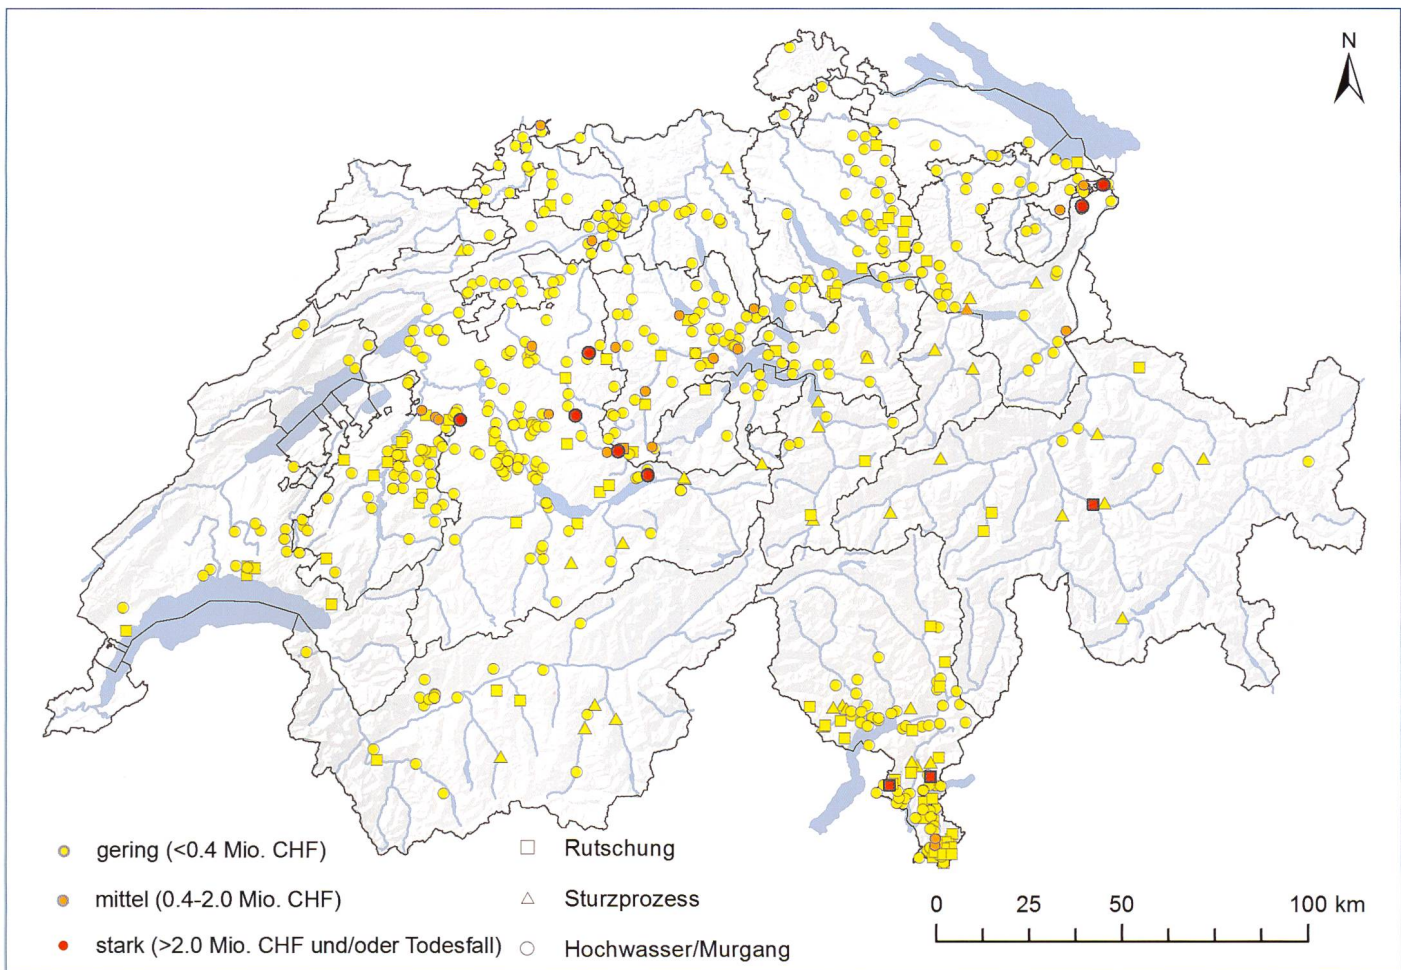 N
gering (<0.4 Mio. CHF)
mittel (0.4-2.0 Mio. CHF)
stark (>2.0 Mio. CHF und/oder Todesfall)
Rutschung
Sturzprozess
Hochwasser/Murgang
0 25 50 100 km